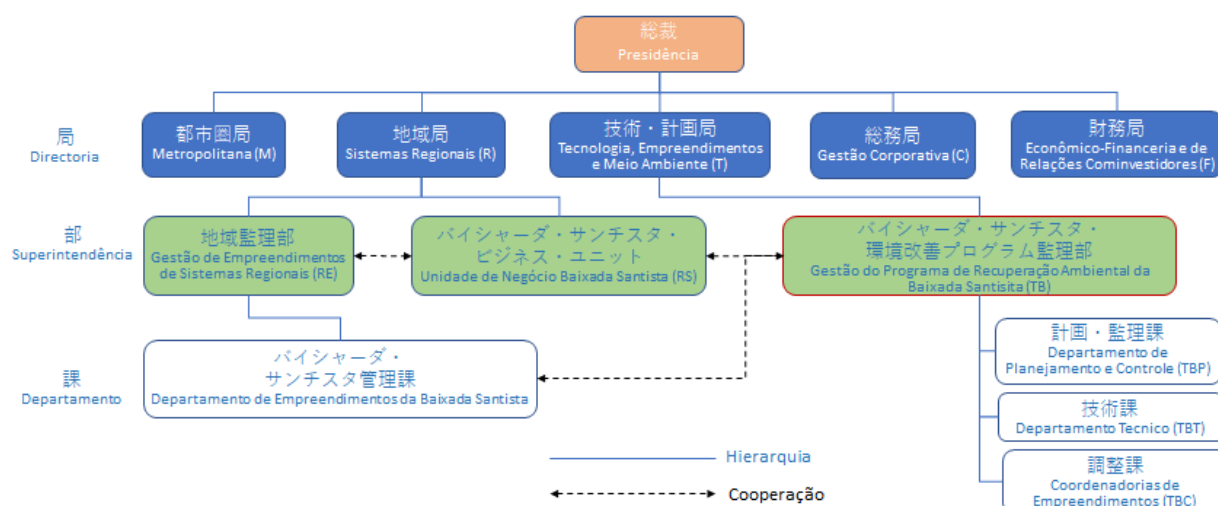 総裁
Presidência
局
Directoria
都市圏局
Metropolitana (M)
地域局
Sistemas Regionais (R)
技術・計画局
Tecnologia, Empreendimentos
e Meio Ambiente (T)
総務局
Gestão Corporativa (C)
財務局
Econômico-Financeria e de
Relações Cominvestidores (F)
部
Superintendência
地域監理部
Gestão de Empreendimentos
de Sistemas Regionais (RE)
バイシャーダ・サンチスタ・
ビジネス・ユニット
Unidade de Negócio Baixada Santista (RS)
バイシャーダ・サンチスタ・
環境改善プログラム監理部
Gestão do Programa de Recuperação Ambiental da
Baixada Santisita (TB)
課
Departamento
バイシャーダ・
サンチスタ管理課
Departamento de Empreendimentos da Baixada Santista
計画・監理課
Departamento de
Planejamento e Controle (TBP)
技術課
Departamento Tecnico (TBT)
調整課
Coordenadorias de
Empreendimentos (TBC)
Hierarquia
Cooperação